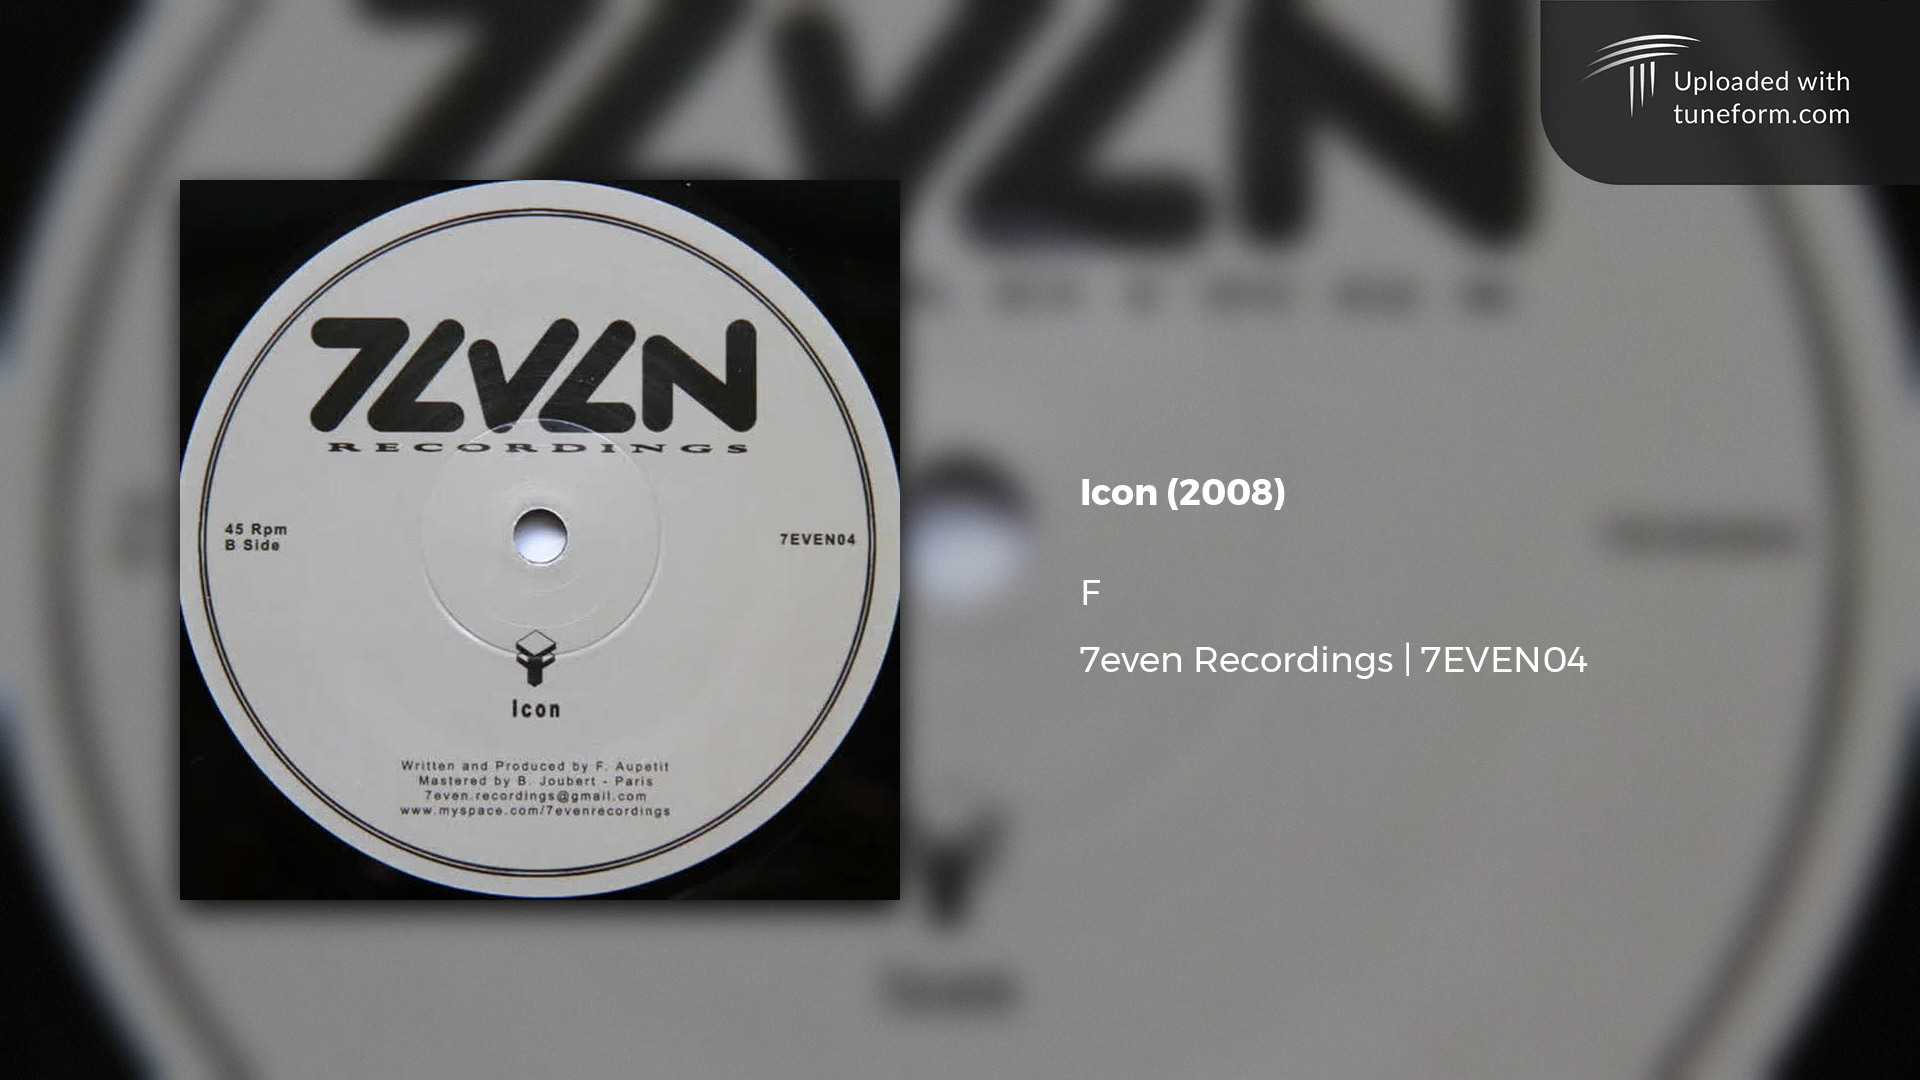 Uploaded with
tuneform.com
7EVEN
RECORDINGS
45 Rpm
B Side
7EVEN04
Icon
Written and Produced by F. Aupetit
Mastered by B. Joubert - Paris
7even.recordings@gmail.com
www.myspace.com/7evenrecordings
Icon (2008)
F
7even Recordings | 7EVEN04